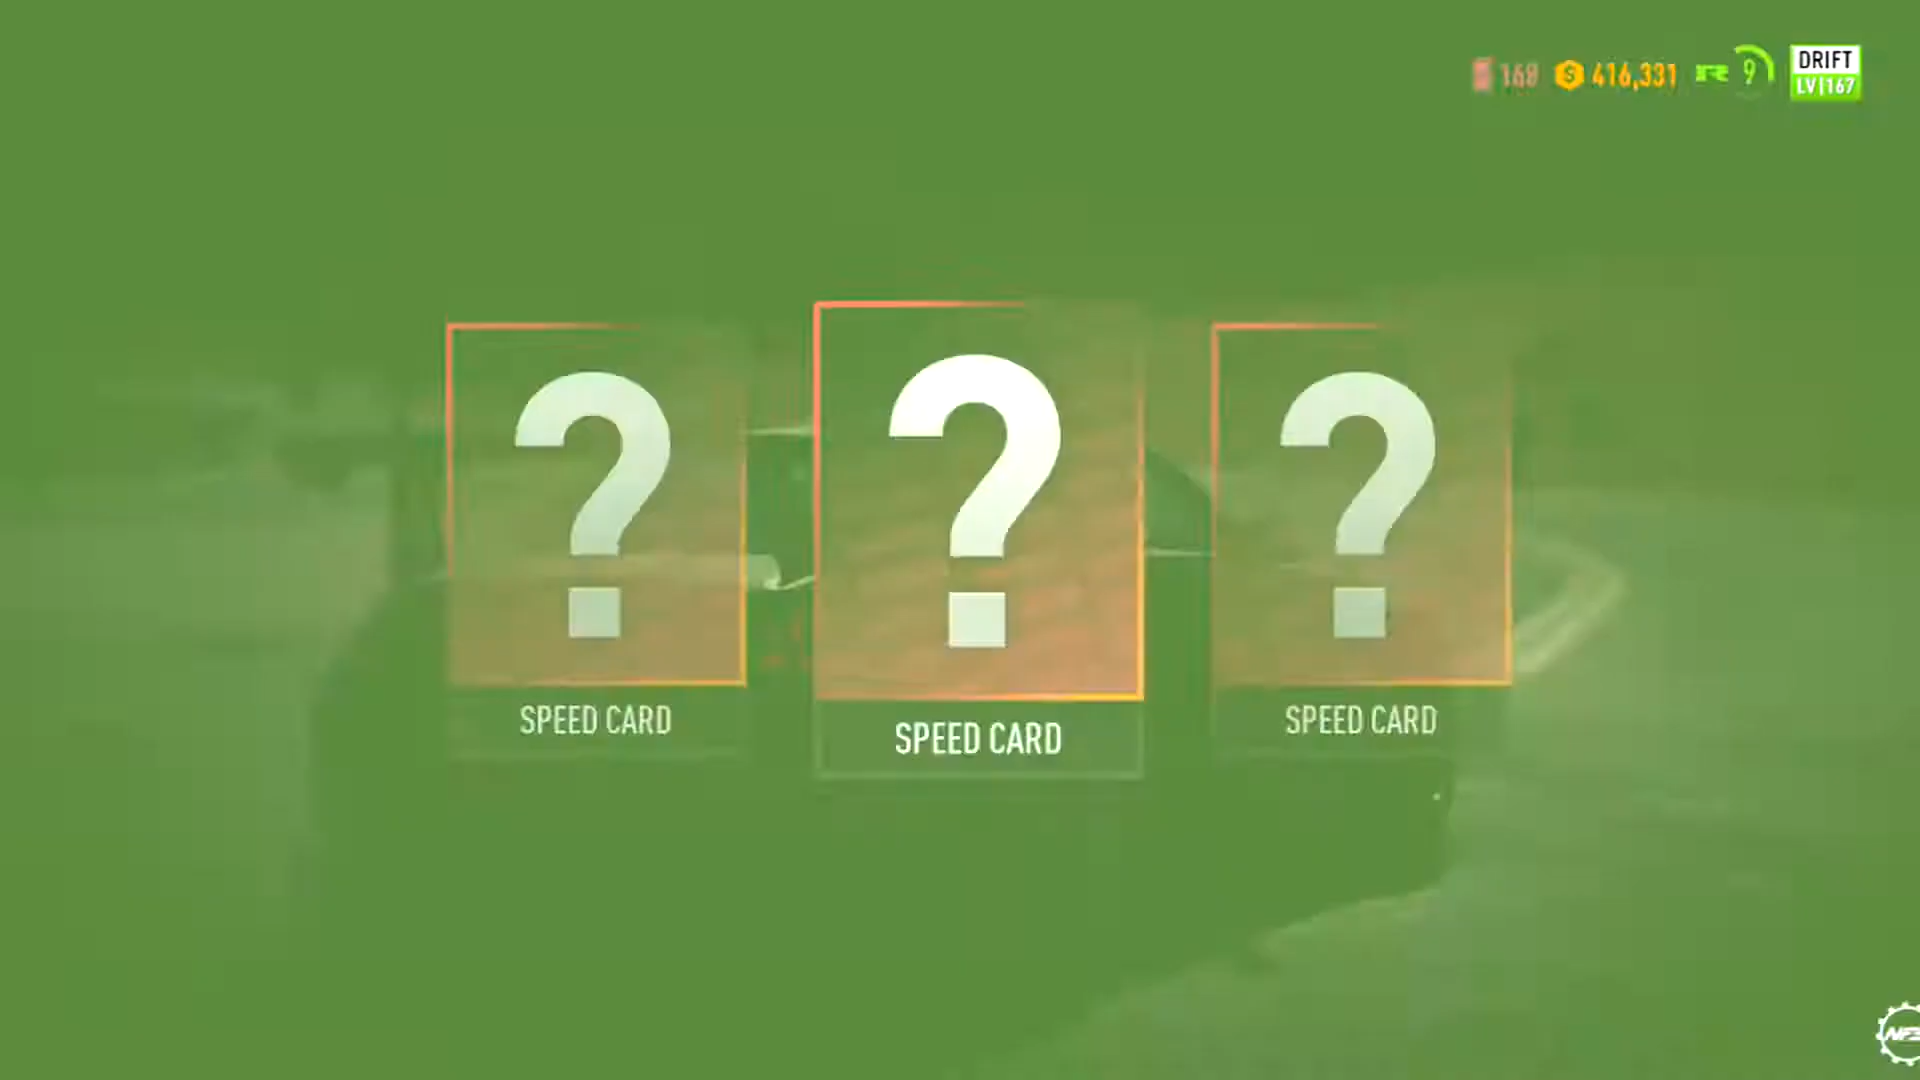 168 416,331 9 DRIFT
LV|167
? ? ?
SPEED CARD SPEED CARD SPEED CARD